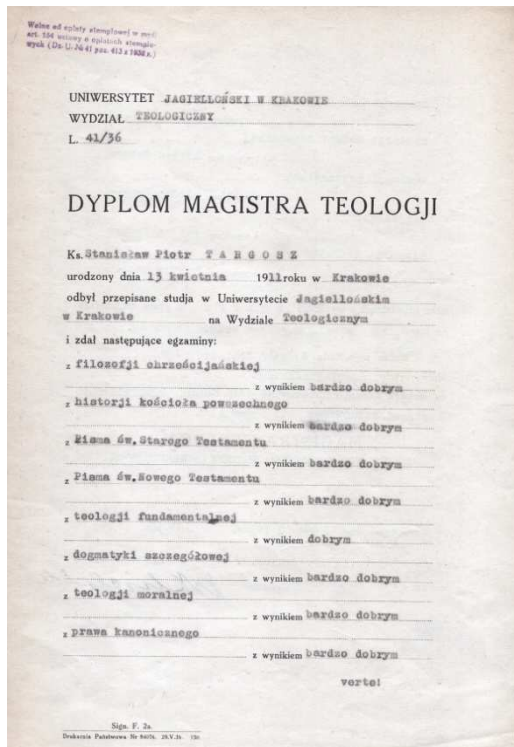 Wolne od opłaty stemplowej w myśl
art. 154 ustawy o opłatach stemplo-
wych (Dz. U. № 41 poz. 413 z 1932 r.)
UNIWERSYTET JAGIELLOŃSKI W KRAKOWIE
WYDZIAŁ TEOLOGICZNY
L. 41/36
DYPLOM MAGISTRA TEOLOGJI
Ks. Stanisław Piotr TARGOSZ
urodzony dnia 13 kwietnia 1911 roku w Krakowie
odbył przepisane studja w Uniwersytecie Jagiellońskim
w Krakowie na Wydziale Teologicznym
i zdał następujące egzaminy:
z filozofji chrześcijańskiej
z wynikiem bardzo dobrym
z historji kościoła powszechnego
z wynikiem bardzo dobrym
z Pisma św. Starego Testamentu
z wynikiem bardzo dobrym
z Pisma św. Nowego Testamentu
z wynikiem bardzo dobrym
z teologji fundamentalnej
z wynikiem dobrym
z dogmatyki szczegółowej
z wynikiem bardzo dobrym
z teologji moralnej
z wynikiem bardzo dobrym
z prawa kanonicznego
z wynikiem bardzo dobrym
verte!
Sign. F. 2a.
Drukarnia Państwowa Nr